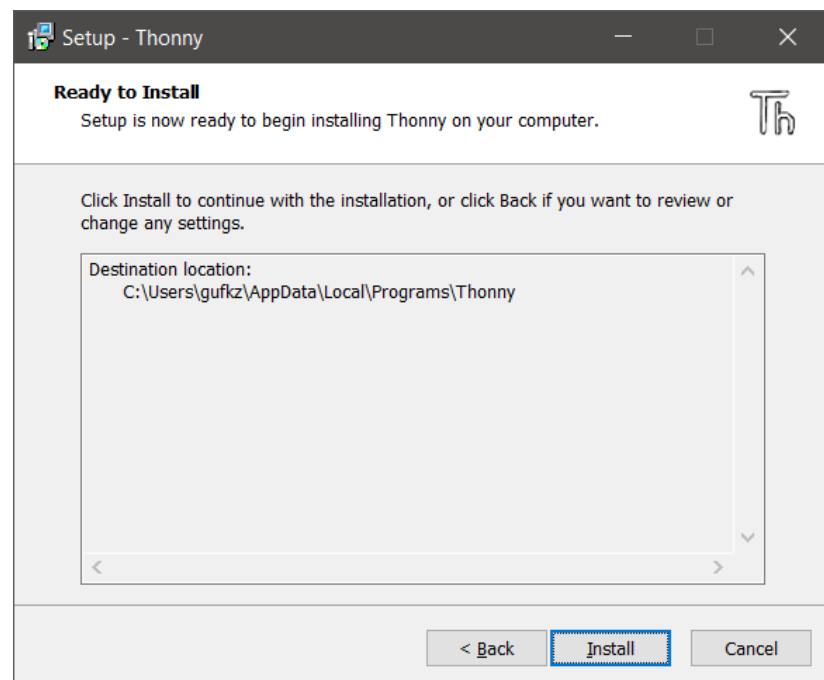 Setup - Thonny
Ready to Install
Setup is now ready to begin installing Thonny on your computer.
Th
Click Install to continue with the installation, or click Back if you want to review or
change any settings.
Destination location:
C:\Users\gufkz\AppData\Local\Programs\Thonny
< Back
Install
Cancel